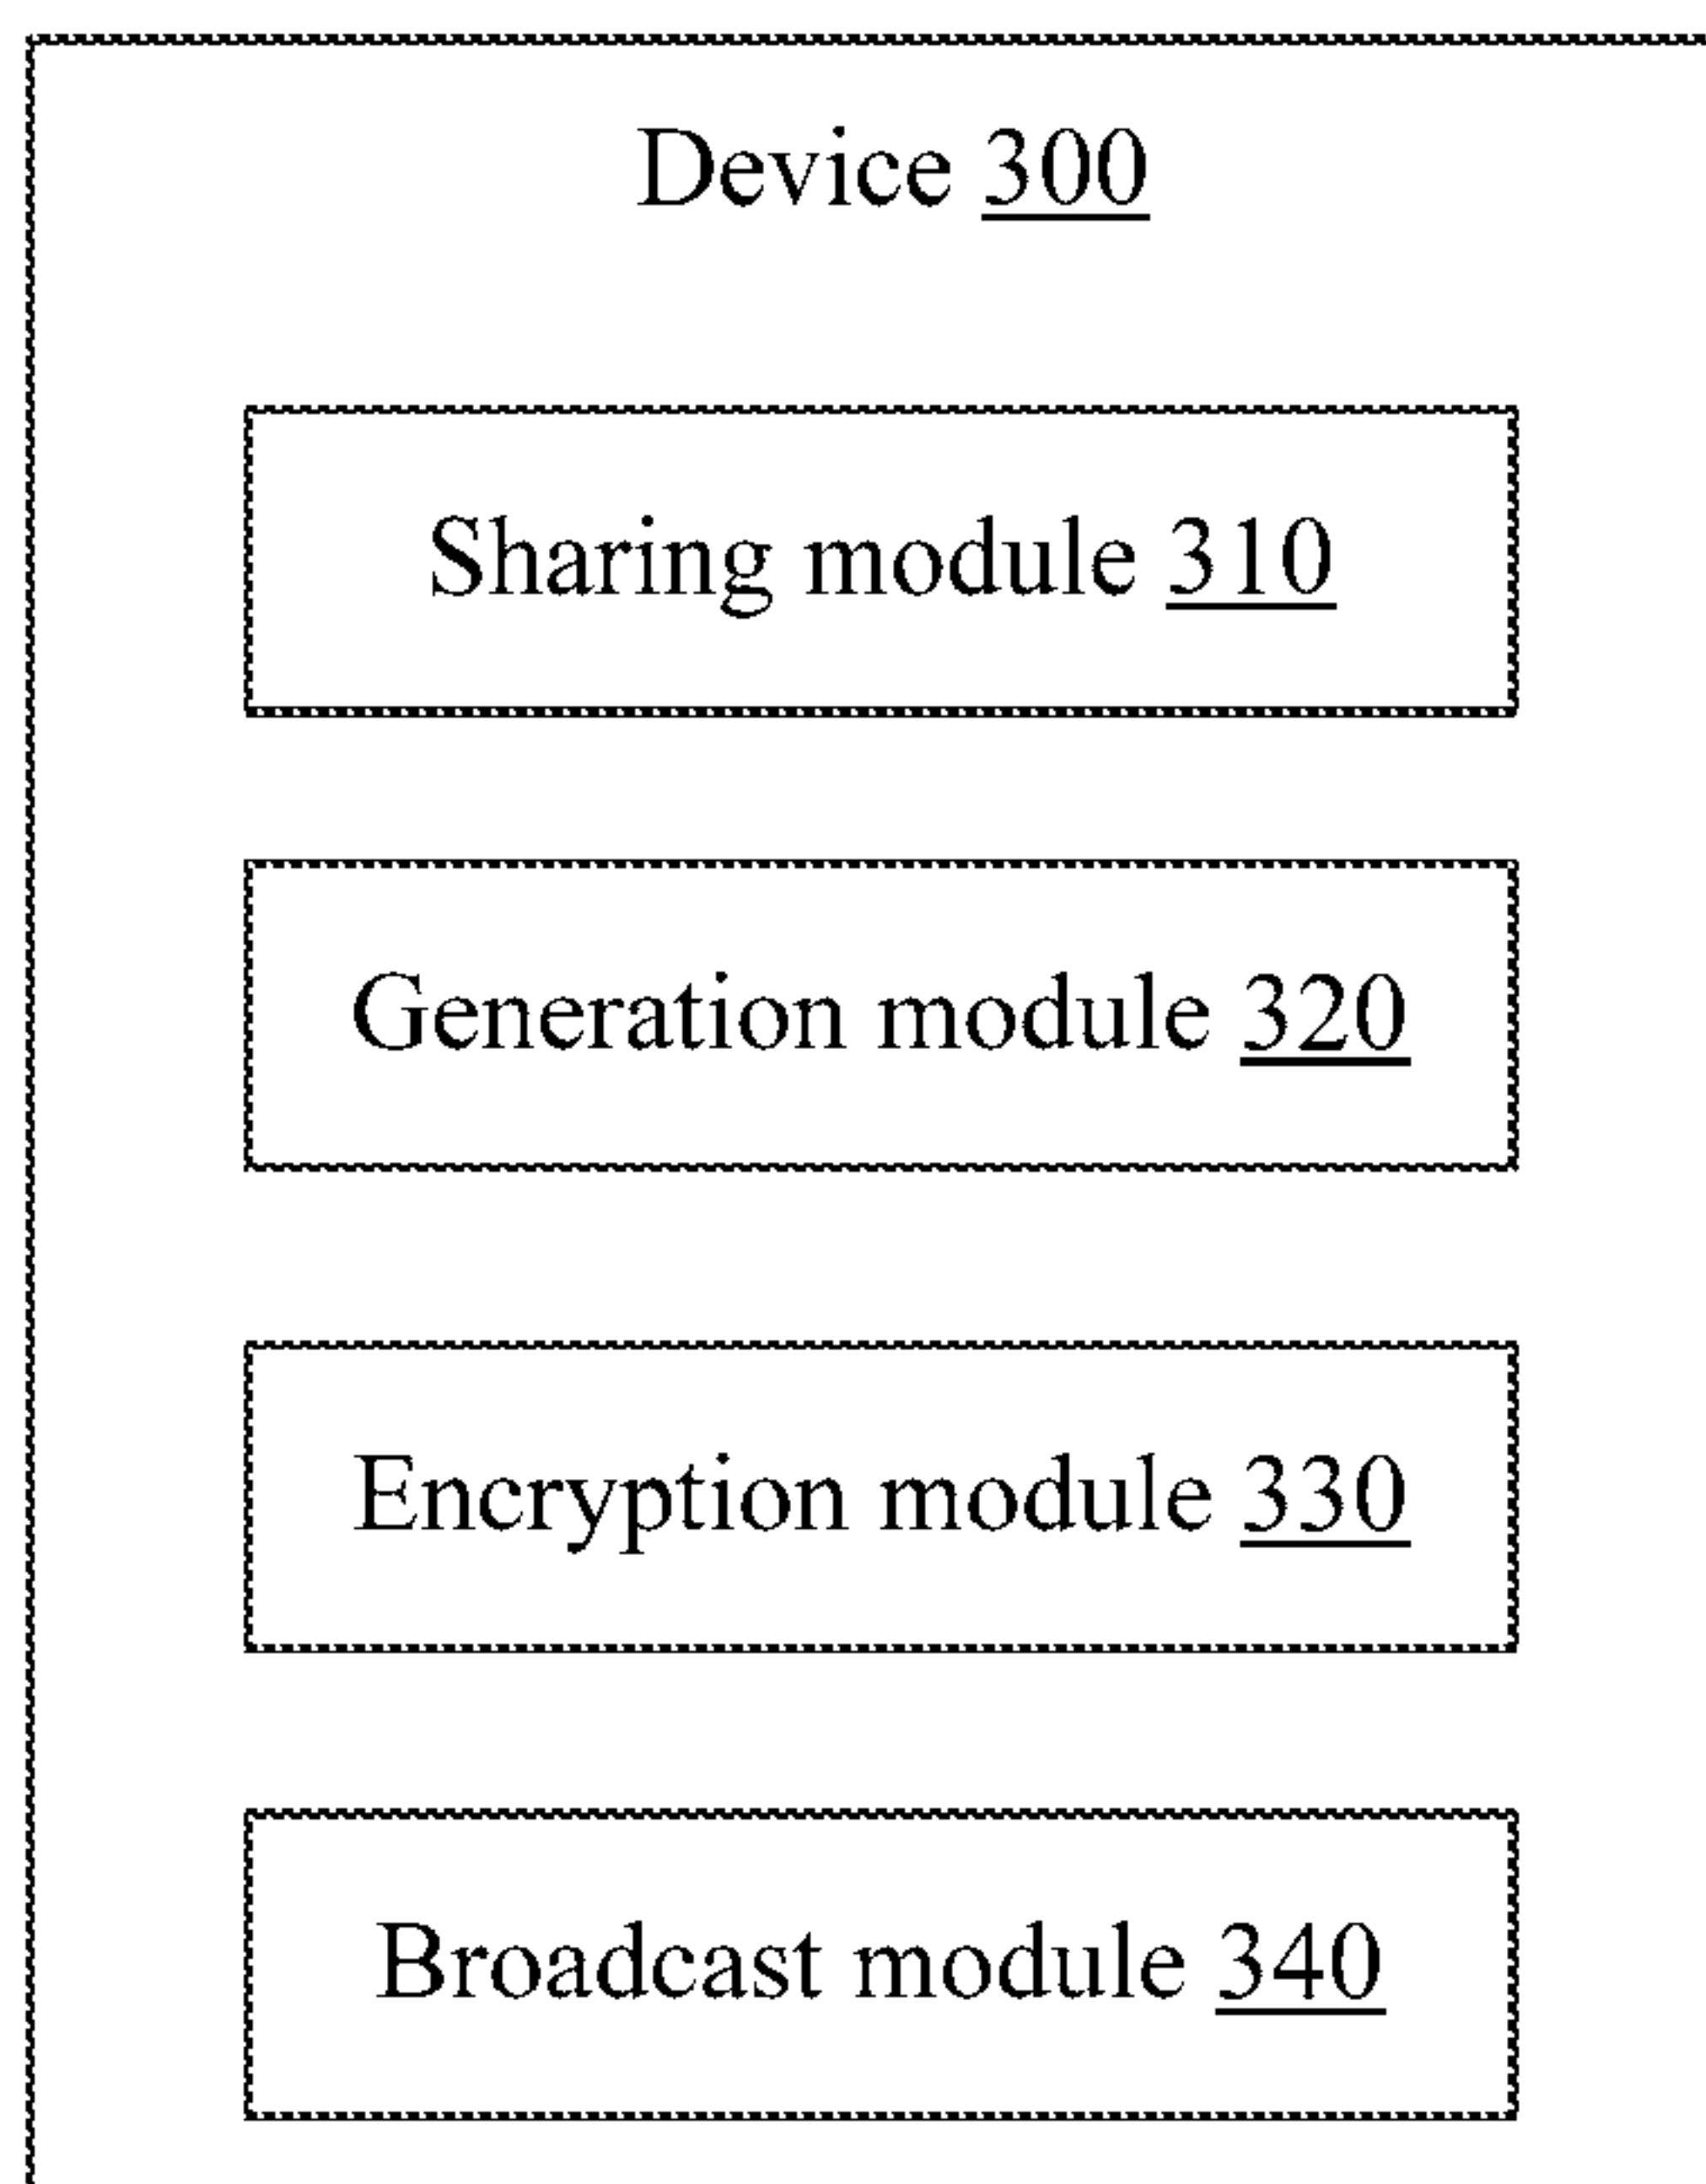 Device 300
Sharing module 310
Generation module 320
Encryption module 330
Broadcast module 340